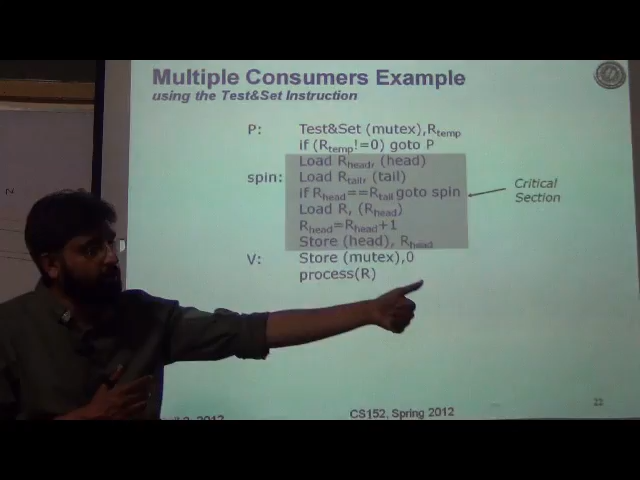 Multiple Consumers Example
using the Test&Set Instruction
P: Test&Set (mutex),Rtemp
if (Rtemp!=0) goto P
Load Rhead, (head)
spin: Load Rtail, (tail)
if Rhead==Rtail goto spin
Load R, (Rhead)
Rhead=Rhead+1
Store (head), Rhead
V: Store (mutex),0
process(R)
Critical
Section
2, 2012
CS152, Spring 2012